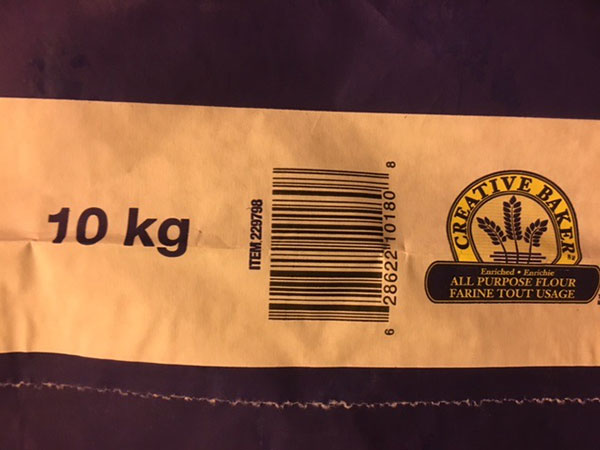 10 kg
ITEM 229798
6 28622 10180 8
CREATIVE BAKER
Enriched • Enrichie
ALL PURPOSE FLOUR
FARINE TOUT USAGE